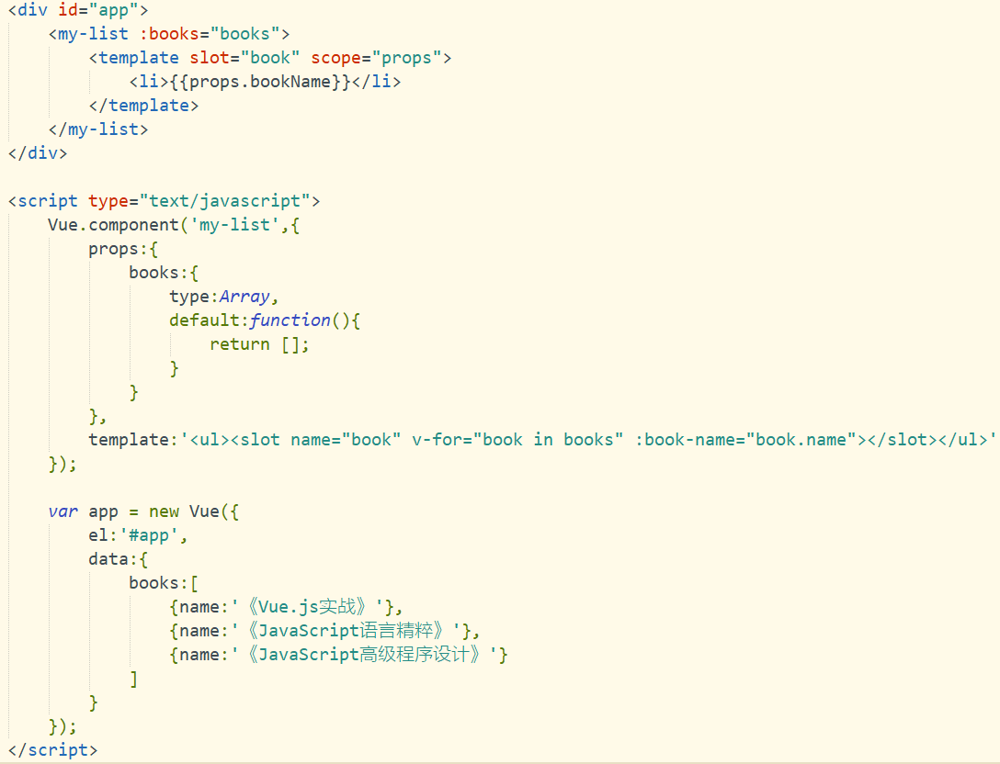 <div id="app">
    <my-list :books="books">
        <template slot="book" scope="props">
            <li>{{props.bookName}}</li>
        </template>
    </my-list>
</div>

<script type="text/javascript">
    Vue.component('my-list',{
        props:{
            books:{
                type:Array,
                default:function(){
                    return [];
                }
            }
        },
        template:'<ul><slot name="book" v-for="book in books" :book-name="book.name"></slot></ul>'
    });

    var app = new Vue({
        el:'#app',
        data:{
            books:[
                {name:'《Vue.js实战》'},
                {name:'《JavaScript语言精粹》'},
                {name:'《JavaScript高级程序设计》'}
            ]
        }
    });
</script>